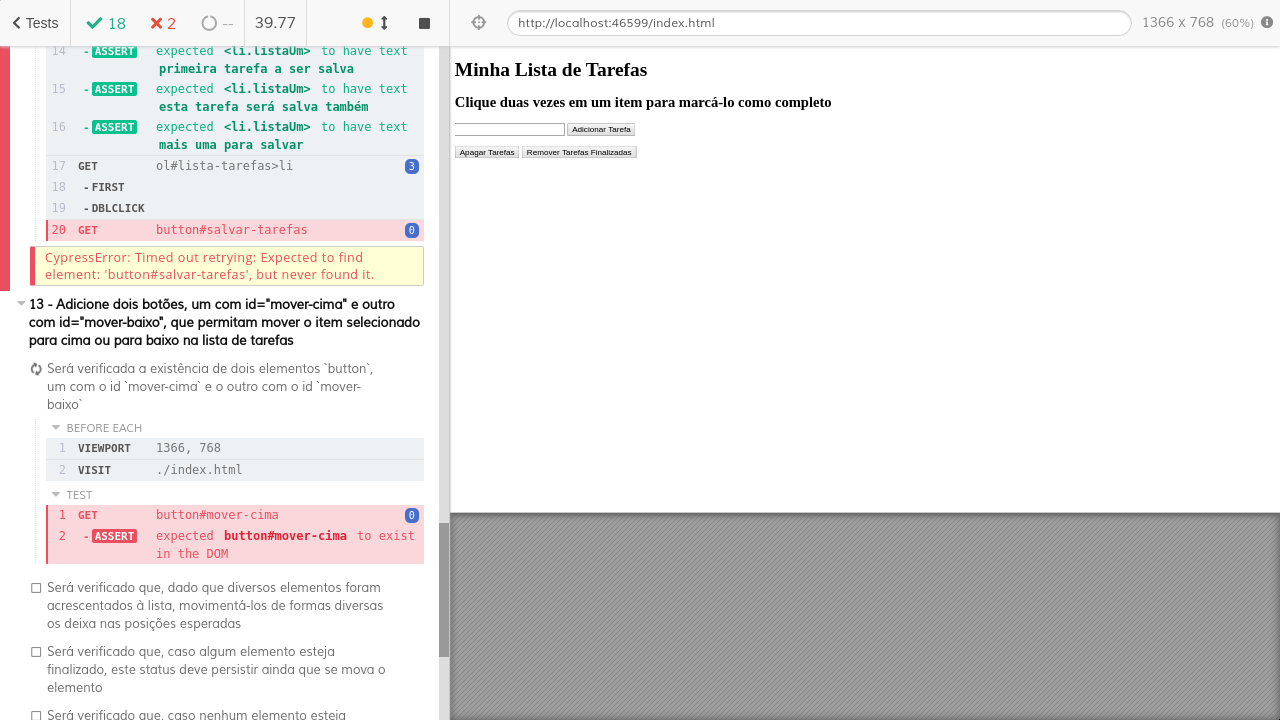 Tests 18 2 -- 39.77
http://localhost:46599/index.html 1366 x 768 (60%)
14 - ASSERT expected <li.listaUm> to have text
primeira tarefa a ser salva
15 - ASSERT expected <li.listaUm> to have text
esta tarefa será salva também
16 - ASSERT expected <li.listaUm> to have text
mais uma para salvar
17 GET ol#lista-tarefas>li 3
18 - FIRST
19 - DBLCLICK
20 GET button#salvar-tarefas 0
CypressError: Timed out retrying: Expected to find
element: 'button#salvar-tarefas', but never found it.
13 - Adicione dois botões, um com id="mover-cima" e outro
com id="mover-baixo", que permitam mover o item selecionado
para cima ou para baixo na lista de tarefas
Será verificada a existência de dois elementos `button`,
um com o id `mover-cima` e o outro com o id `mover-
baixo`
BEFORE EACH
1 VIEWPORT 1366, 768
2 VISIT ./index.html
TEST
1 GET button#mover-cima 0
2 - ASSERT expected button#mover-cima to exist
in the DOM
Será verificado que, dado que diversos elementos foram
acrescentados à lista, movimentá-los de formas diversas
os deixa nas posições esperadas
Será verificado que, caso algum elemento esteja
finalizado, este status deve persistir ainda que se mova o
elemento
Será verificado que, caso nenhum elemento esteja
Minha Lista de Tarefas
Clique duas vezes em um item para marcá-lo como completo
Adicionar Tarefa
Apagar Tarefas Remover Tarefas Finalizadas